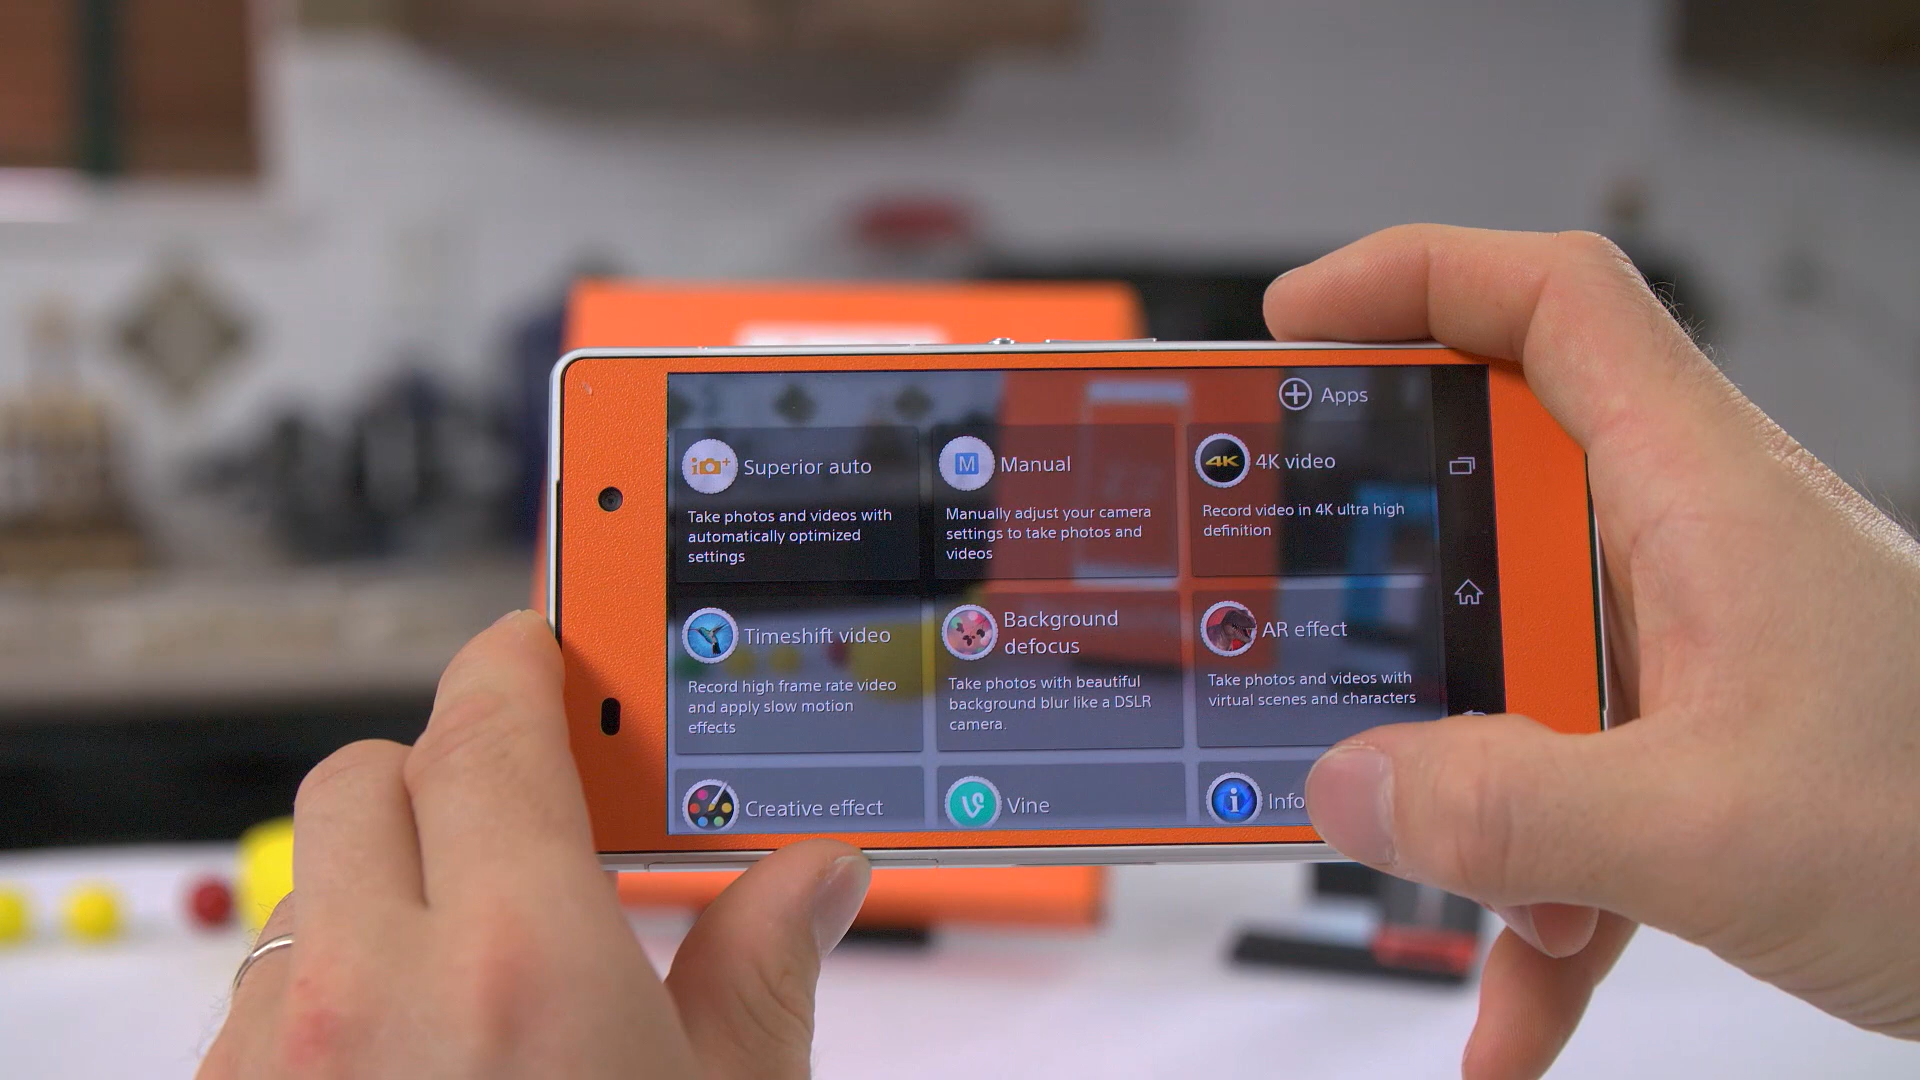 Apps
i+
Superior auto
Take photos and videos with
automatically optimized
settings
M
Manual
Manually adjust your camera
settings to take photos and
videos
4K
4K video
Record video in 4K ultra high
definition
Timeshift video
Record high frame rate video
and apply slow motion
effects
Background
defocus
Take photos with beautiful
background blur like a DSLR
camera.
AR effect
Take photos and videos with
virtual scenes and characters
Creative effect
Vine
i
Info